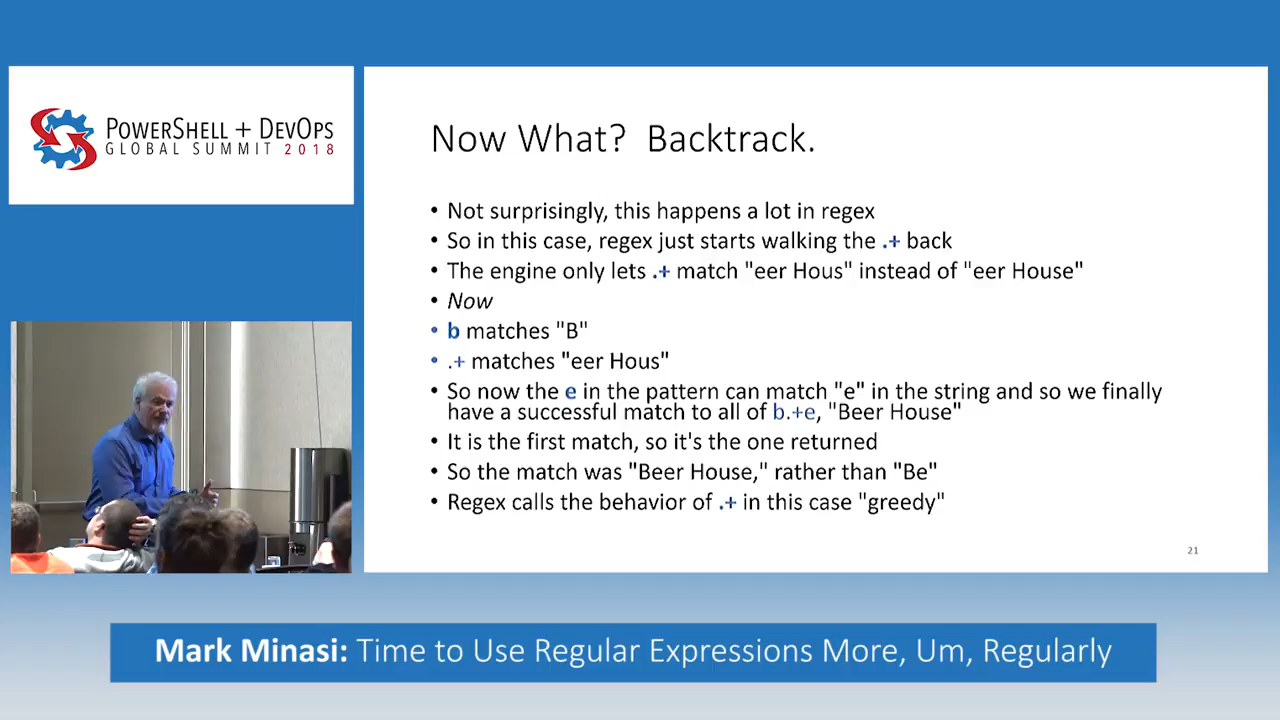 POWERSHELL + DEVOPS
GLOBAL SUMMIT 2018
Now What? Backtrack.
• Not surprisingly, this happens a lot in regex
• So in this case, regex just starts walking the .+ back
• The engine only lets .+ match "eer Hous" instead of "eer House"
• Now
• b matches "B"
• .+ matches "eer Hous"
• So now the e in the pattern can match "e" in the string and so we finally
have a successful match to all of b.+e, "Beer House"
• It is the first match, so it's the one returned
• So the match was "Beer House," rather than "Be"
• Regex calls the behavior of .+ in this case "greedy"
21
Mark Minasi: Time to Use Regular Expressions More, Um, Regularly